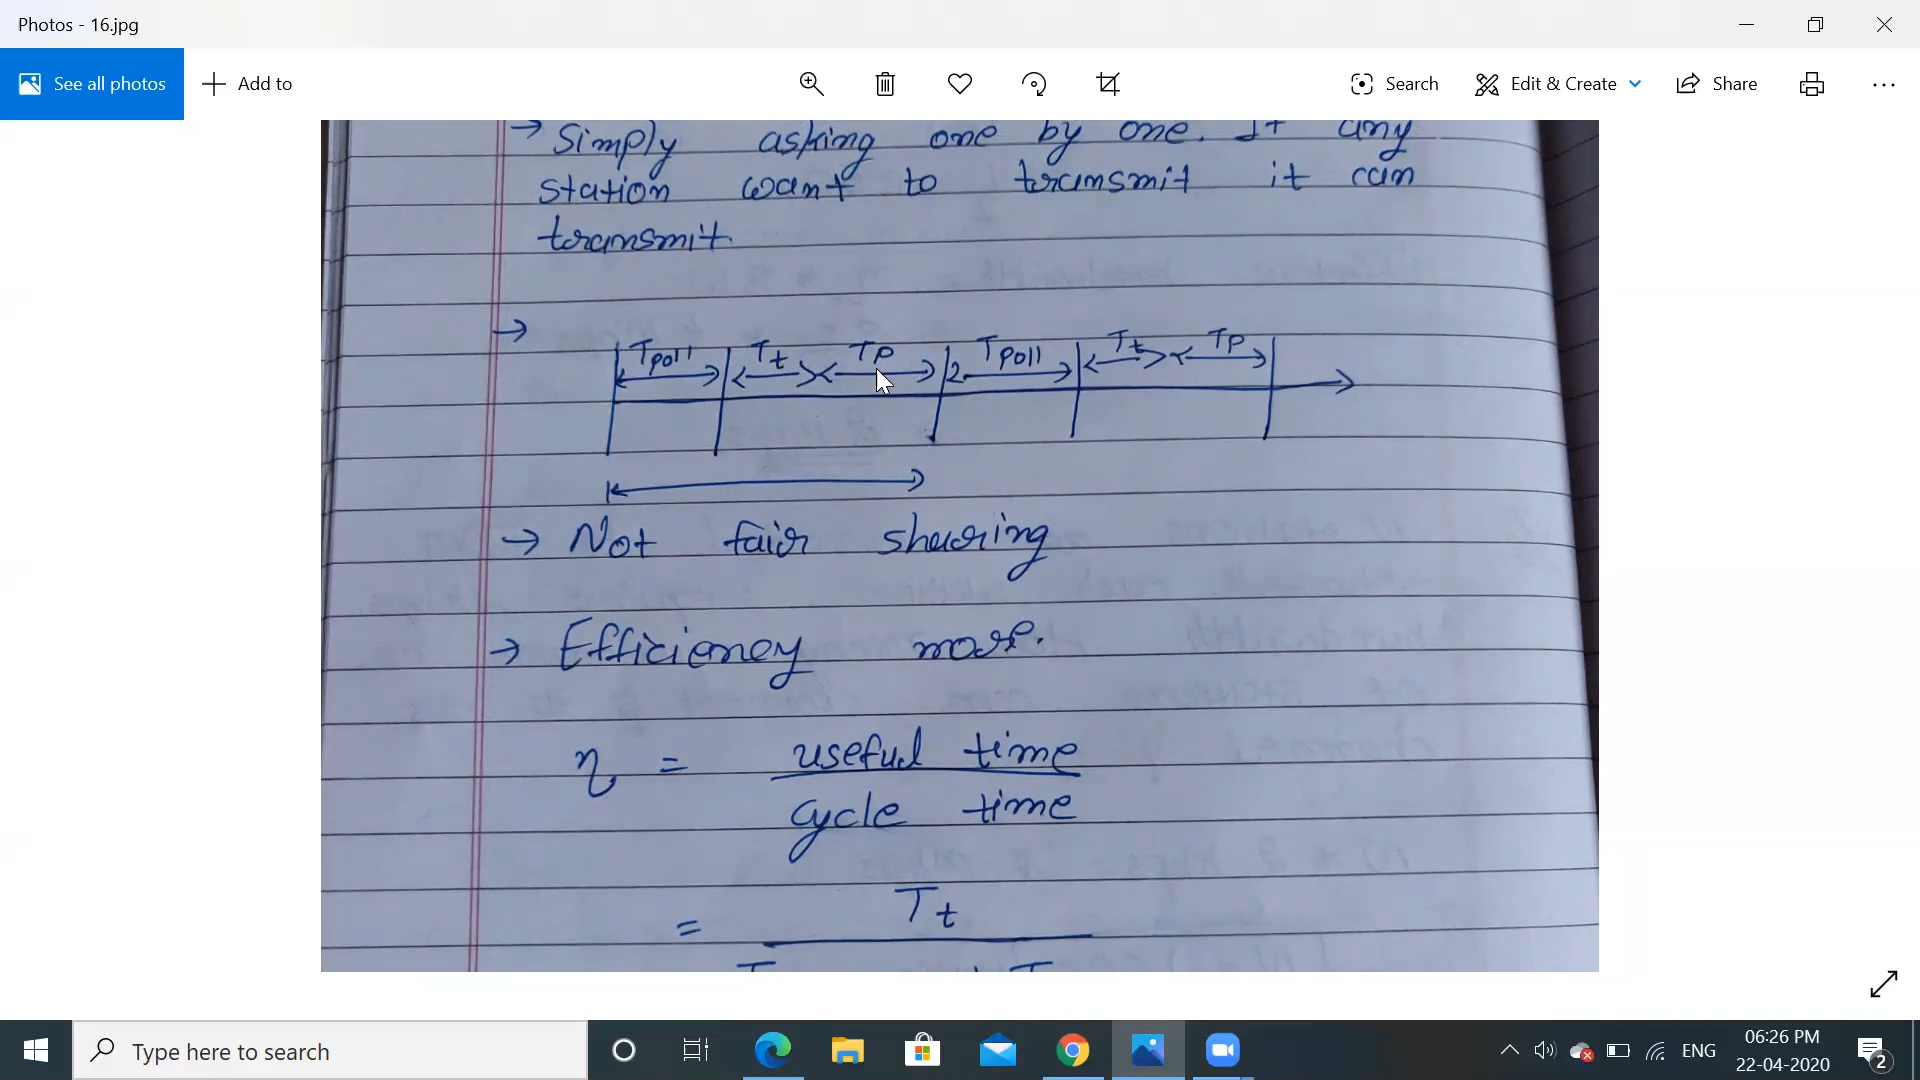 Photos - 16.jpg
See all photos
Add to
Search
Edit & Create
Share
→ Simply asking one by one. If any
station want to transmit it can
transmit.
→
Tpoll Tt Tp Tpoll Tt Tp
→ Not fair sharing
→ Efficiency more.
η = useful time
cycle time
= Tt
Type here to search
ENG
06:26 PM
22-04-2020
2